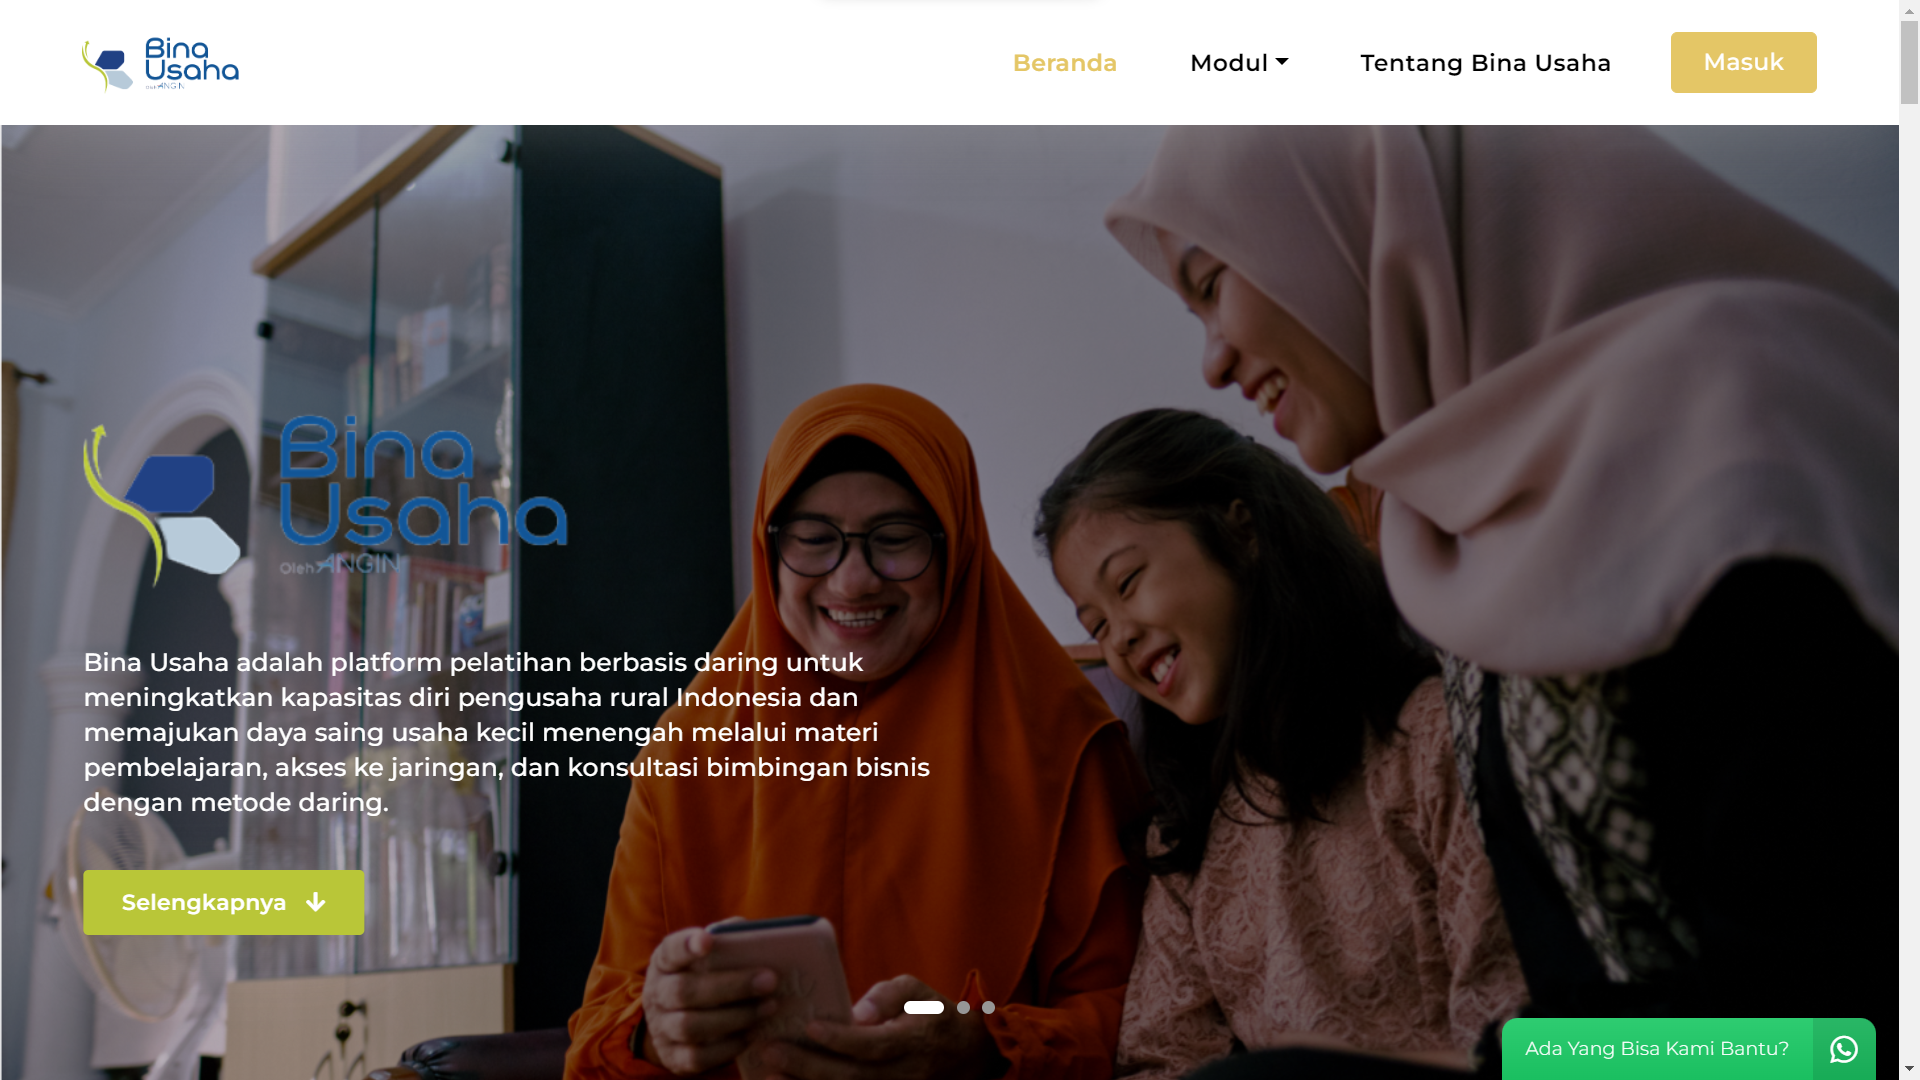 Bina
Usaha
Oleh ANGIN
Beranda
Modul
Tentang Bina Usaha
Masuk
Bina
Usaha
Oleh ANGIN
Bina Usaha adalah platform pelatihan berbasis daring untuk
meningkatkan kapasitas diri pengusaha rural Indonesia dan
memajukan daya saing usaha kecil menengah melalui materi
pembelajaran, akses ke jaringan, dan konsultasi bimbingan bisnis
dengan metode daring.
Selengkapnya
Ada Yang Bisa Kami Bantu?